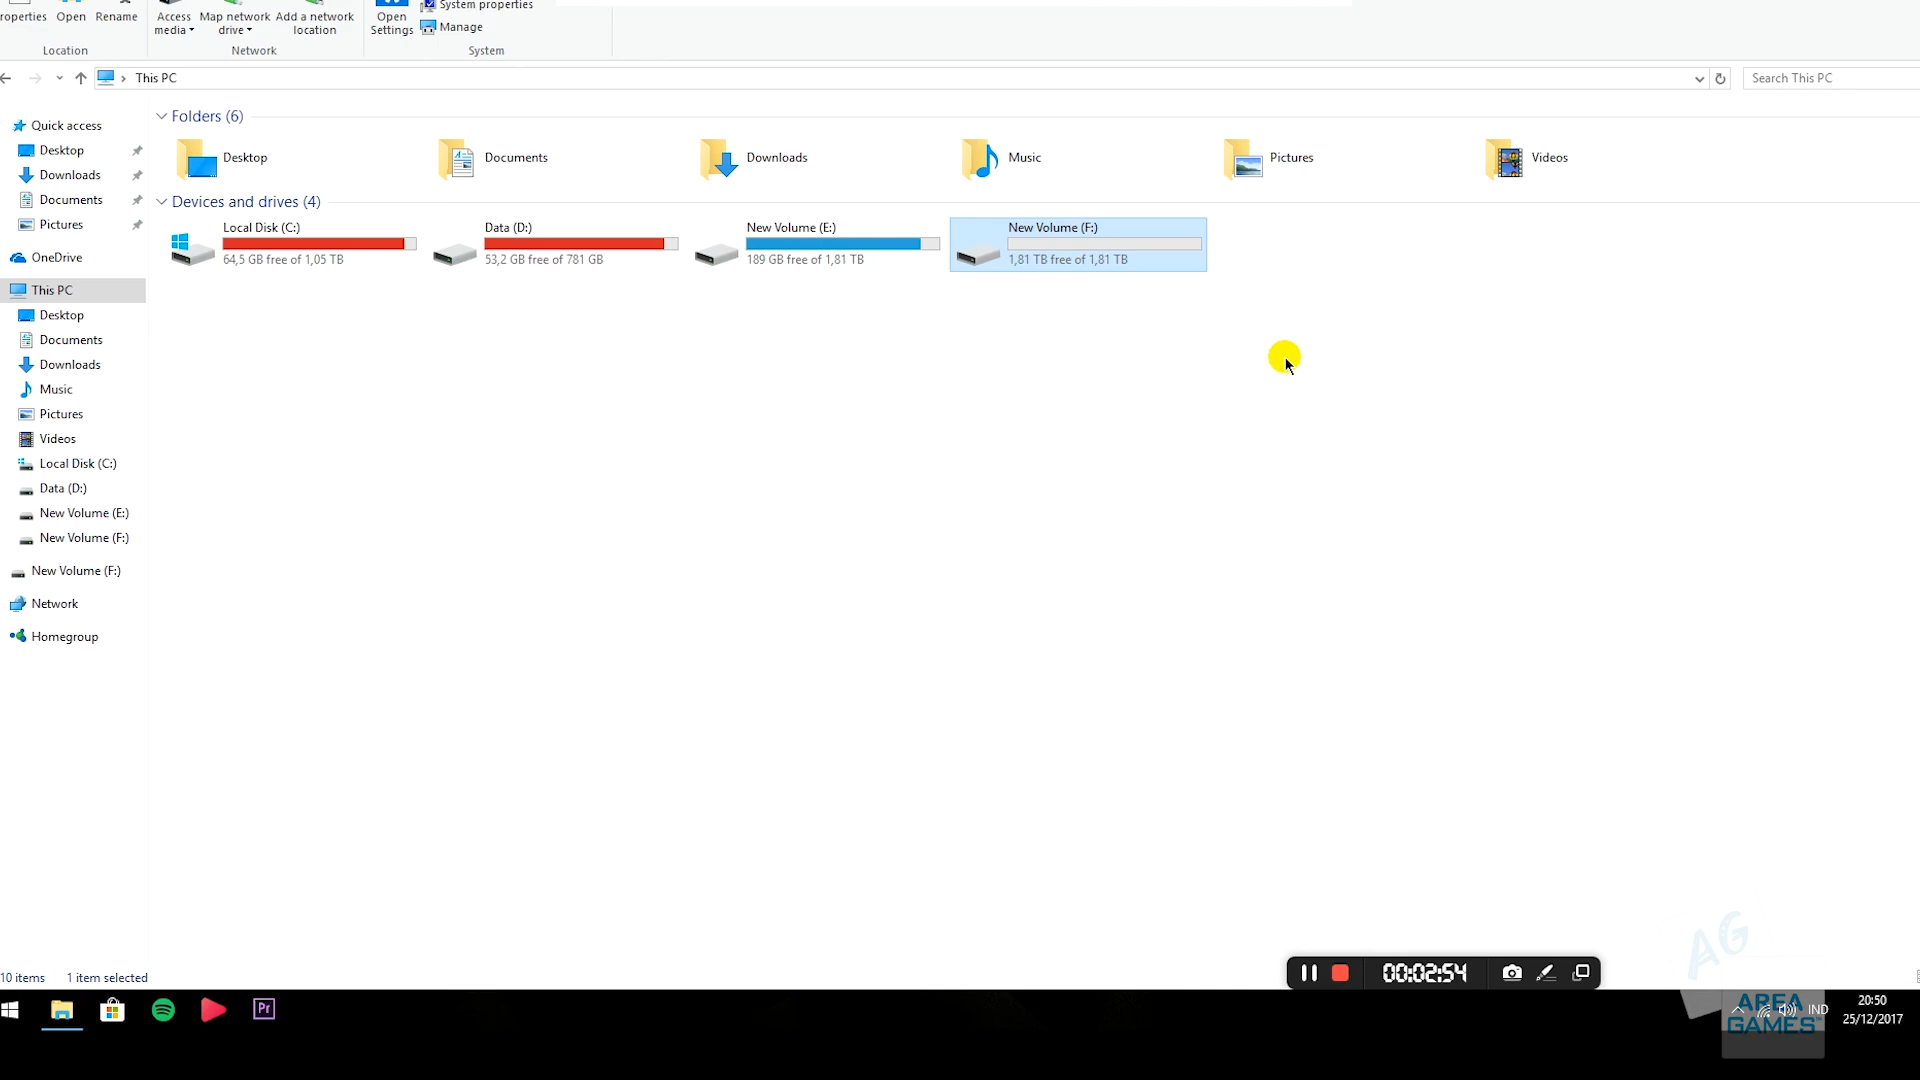 System properties
roperties Open Rename Access media Map network drive Add a network location Open Settings Manage
Location Network System
This PC
Search This PC
Quick access
Desktop
Downloads
Documents
Pictures
OneDrive
This PC
Desktop
Documents
Downloads
Music
Pictures
Videos
Local Disk (C:)
Data (D:)
New Volume (E:)
New Volume (F:)
New Volume (F:)
Network
Homegroup
Folders (6)
Desktop
Documents
Downloads
Music
Pictures
Videos
Devices and drives (4)
Local Disk (C:)
64,5 GB free of 1,05 TB
Data (D:)
53,2 GB free of 781 GB
New Volume (E:)
189 GB free of 1,81 TB
New Volume (F:)
1,81 TB free of 1,81 TB
10 items 1 item selected
00:02:54
AG
AREA
GAMES
Pr
IND
20:50
25/12/2017